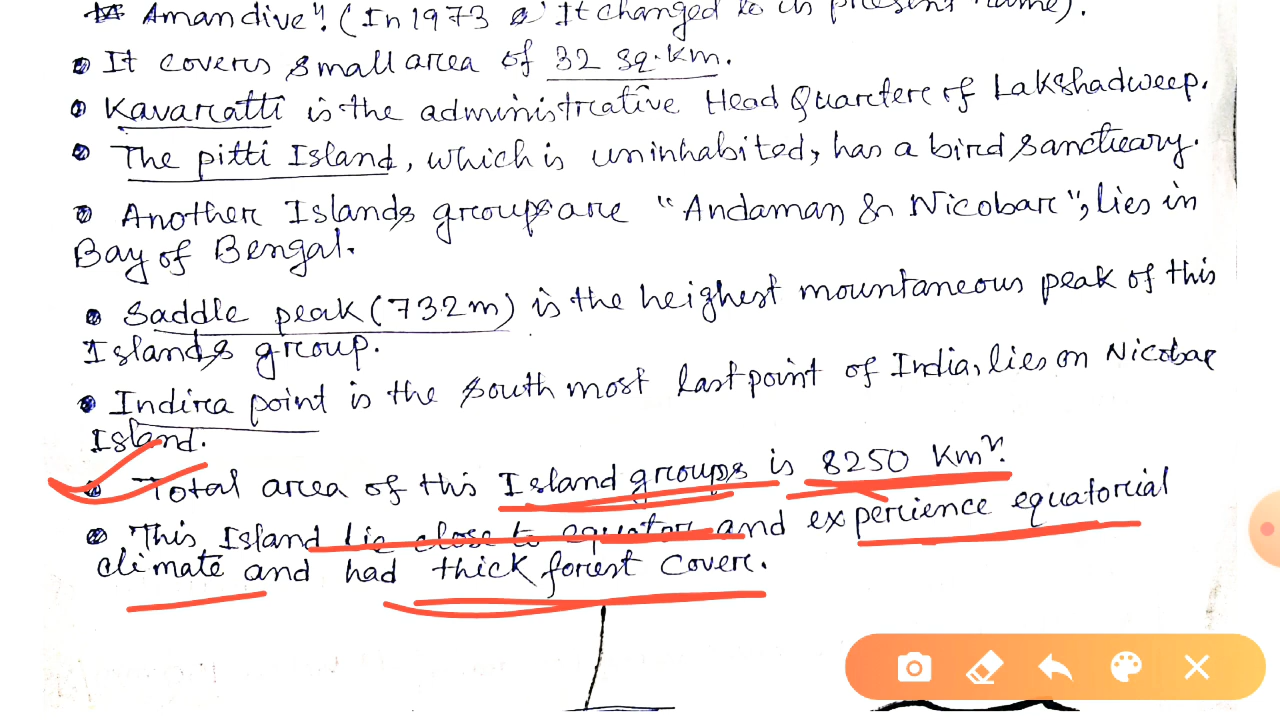 Amandive". (In 1973 It changed to its present name).
It covers small area of 32 sq.km.
Kavaratti is the administrative Head Quarter of Lakshadweep.
The pitti Island, which is uninhabited, has a bird sanctuary.
Another Islands groups are "Andaman & Nicobar", lies in
Bay of Bengal.
Saddle peak (732m) is the heighest mountaneous peak of this
Islands group.
Indira point is the south most last point of India, lies on Nicobar
Island.
Total area of this Island groups is 8250 Km².
This Island lie close to equator and experience equatorial
climate and had thick forest cover.